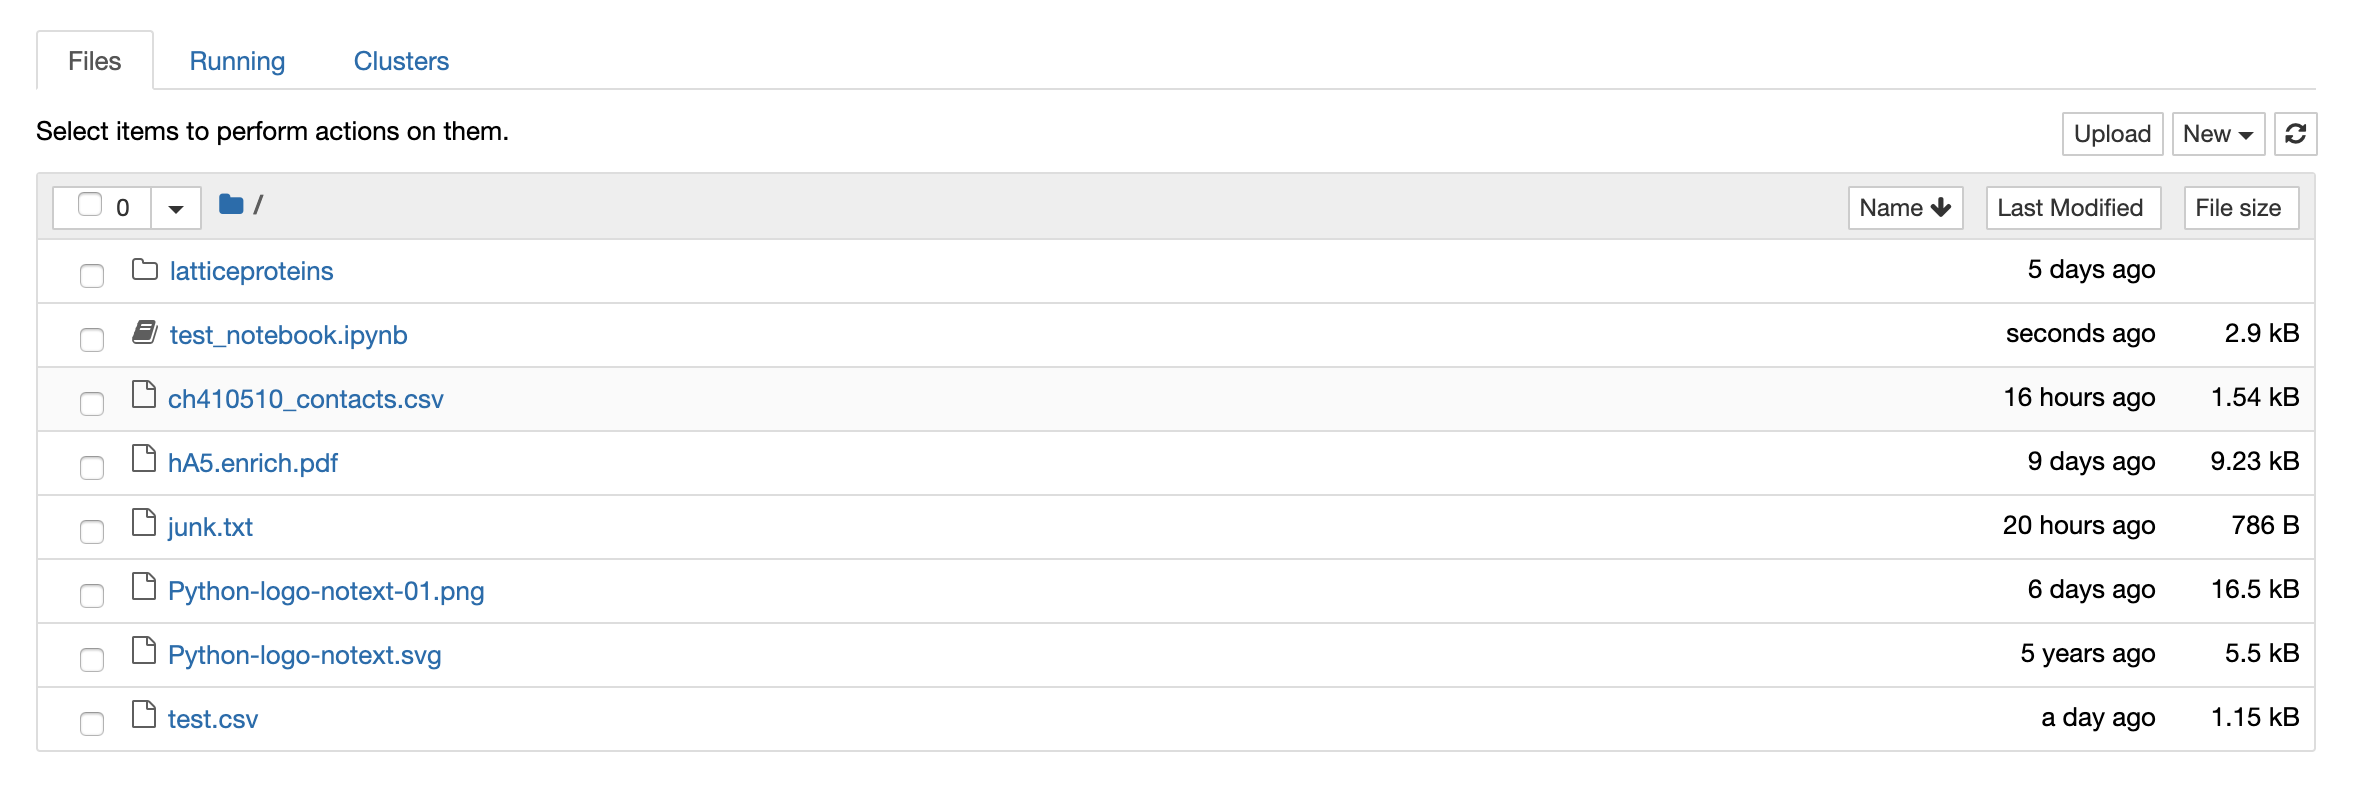 Files Running Clusters
Select items to perform actions on them. Upload New
0 / Name Last Modified File size
latticeproteins 5 days ago
test_notebook.ipynb seconds ago 2.9 kB
ch410510_contacts.csv 16 hours ago 1.54 kB
hA5.enrich.pdf 9 days ago 9.23 kB
junk.txt 20 hours ago 786 B
Python-logo-notext-01.png 6 days ago 16.5 kB
Python-logo-notext.svg 5 years ago 5.5 kB
test.csv a day ago 1.15 kB